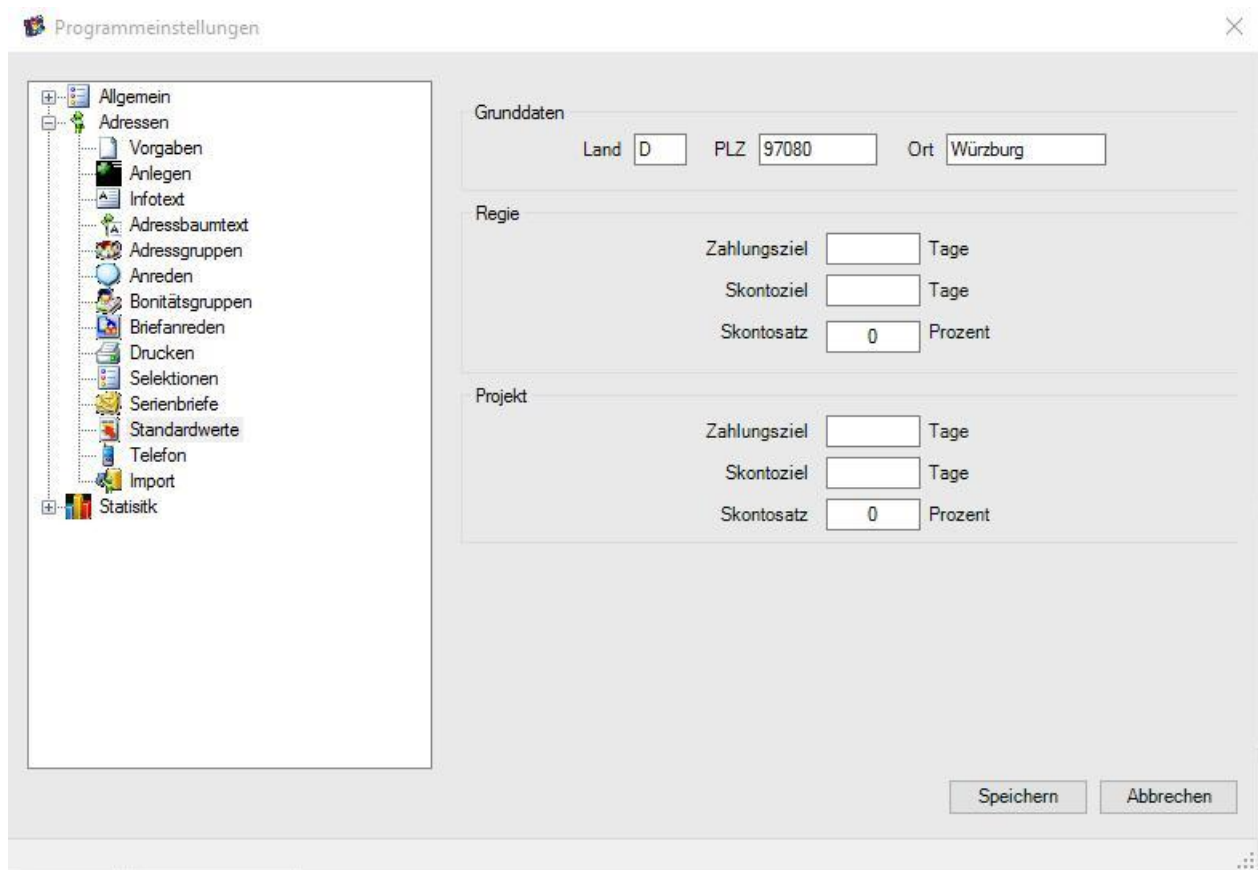 Programmeinstellungen
Allgemein
Adressen
Vorgaben
Anlegen
Infotext
Adressbaumtext
Adressgruppen
Anreden
Bonitätsgruppen
Briefanreden
Drucken
Selektionen
Serienbriefe
Standardwerte
Telefon
Import
Statisitk
Grunddaten
Land D PLZ 97080 Ort Würzburg
Regie
Zahlungsziel Tage
Skontoziel Tage
Skontosatz 0 Prozent
Projekt
Zahlungsziel Tage
Skontoziel Tage
Skontosatz 0 Prozent
Speichern Abbrechen